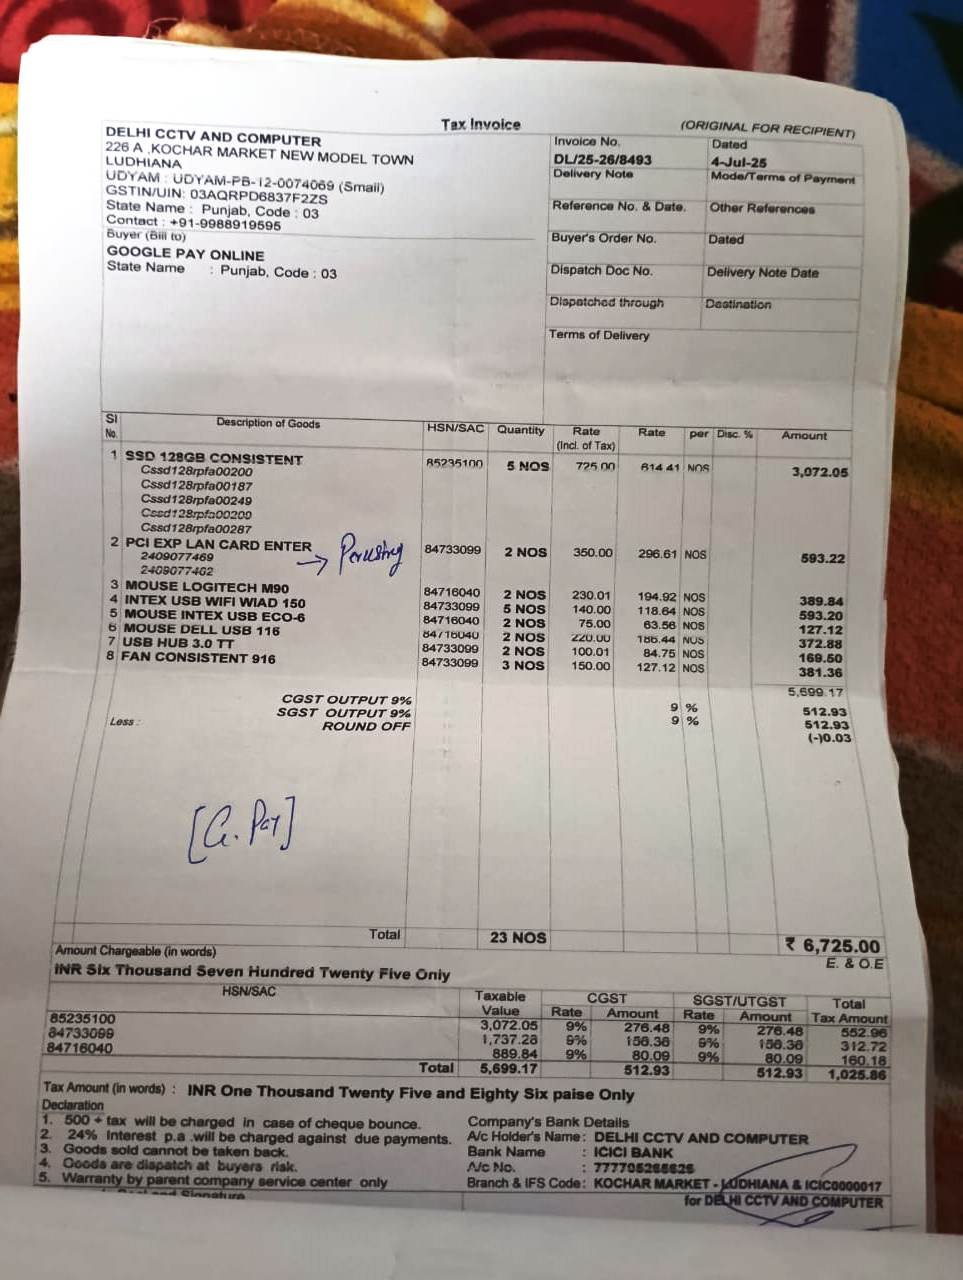 Tax Invoice
(ORIGINAL FOR RECIPIENT)
DELHI CCTV AND COMPUTER
226 A ,KOCHAR MARKET NEW MODEL TOWN
LUDHIANA
UDYAM : UDYAM-PB-12-0074069 (Small)
GSTIN/UIN: 03AQRPD6837F2ZS
State Name : Punjab, Code : 03
Contact : +91-9988919595
Buyer (Bill to)
GOOGLE PAY ONLINE
State Name : Punjab, Code : 03
Invoice No. Dated
DL/25-26/8493 4-Jul-25
Delivery Note Mode/Terms of Payment
Reference No. & Date. Other References
Buyer's Order No. Dated
Dispatch Doc No. Delivery Note Date
Dispatched through Destination
Terms of Delivery
Sl No. Description of Goods HSN/SAC Quantity Rate (Incl. of Tax) Rate per Disc. % Amount
1 SSD 128GB CONSISTENT 85235100 5 NOS 725.00 614.41 NOS 3,072.05
Cssd128rpfa00200
Cssd128rpfa00187
Cssd128rpfa00249
Cssd128rpfa00200
Cssd128rpfa00287
2 PCI EXP LAN CARD ENTER 84733099 2 NOS 350.00 296.61 NOS 593.22
2409077469
2409077402
3 MOUSE LOGITECH M90 84716040 2 NOS 230.01 194.92 NOS 389.84
4 INTEX USB WIFI WIAD 150 84733099 5 NOS 140.00 118.64 NOS 593.20
5 MOUSE INTEX USB ECO-6 84716040 2 NOS 75.00 63.56 NOS 127.12
6 MOUSE DELL USB 116 84716040 2 NOS 220.00 186.44 NOS 372.88
7 USB HUB 3.0 TT 84733099 2 NOS 100.01 84.75 NOS 169.50
8 FAN CONSISTENT 916 84733099 3 NOS 150.00 127.12 NOS 381.36
5,699.17
CGST OUTPUT 9% 9 % 512.93
SGST OUTPUT 9% 9 % 512.93
Less : ROUND OFF (-)0.03
[G. Pay]
Total 23 NOS ₹ 6,725.00
Amount Chargeable (in words) E. & O.E
INR Six Thousand Seven Hundred Twenty Five Only
HSN/SAC Taxable Value CGST Rate Amount SGST/UTGST Rate Amount Total Tax Amount
85235100 3,072.05 9% 276.48 9% 276.48 552.96
84733099 1,737.28 9% 156.36 9% 156.36 312.72
84716040 889.84 9% 80.09 9% 80.09 160.18
Total 5,699.17 512.93 512.93 1,025.86
Tax Amount (in words) : INR One Thousand Twenty Five and Eighty Six paise Only
Declaration
1. 500 + tax will be charged in case of cheque bounce.
2. 24% Interest p.a .will be charged against due payments.
3. Goods sold cannot be taken back.
4. Goods are dispatch at buyers risk.
5. Warranty by parent company service center only
Company's Bank Details
A/c Holder's Name : DELHI CCTV AND COMPUTER
Bank Name : ICICI BANK
A/c No. : 777705265625
Branch & IFS Code : KOCHAR MARKET - LUDHIANA & ICIC0000017
and Signature
for DELHI CCTV AND COMPUTER